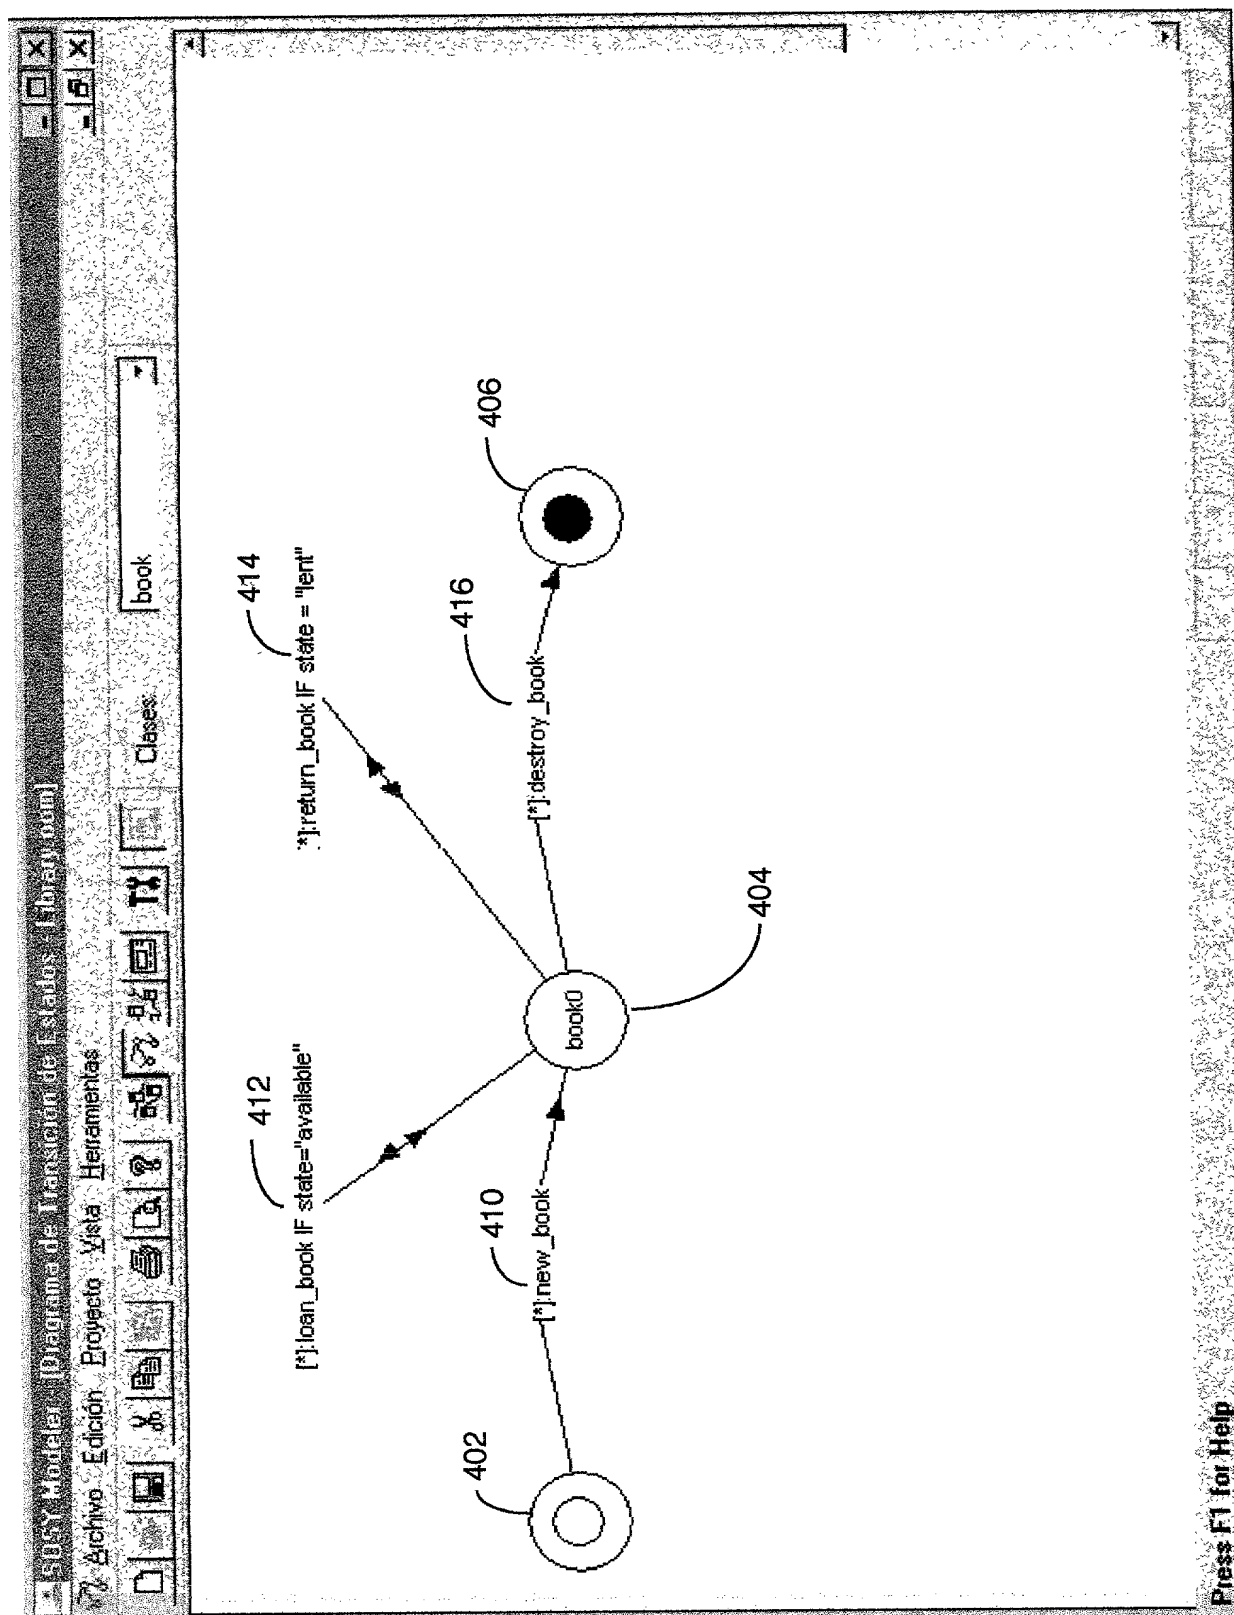 SOSY Modeler - [Diagrama de Transición de Estados - [library.oom]
Archivo Edición Proyecto Vista Herramientas
Clases: book
412
414
[*]:loan_book IF state="available"
*]:return_book IF state = "lent"
402
410
416
406
[*]:new_book
[*]:destroy_book
book0
404
Press F1 for Help